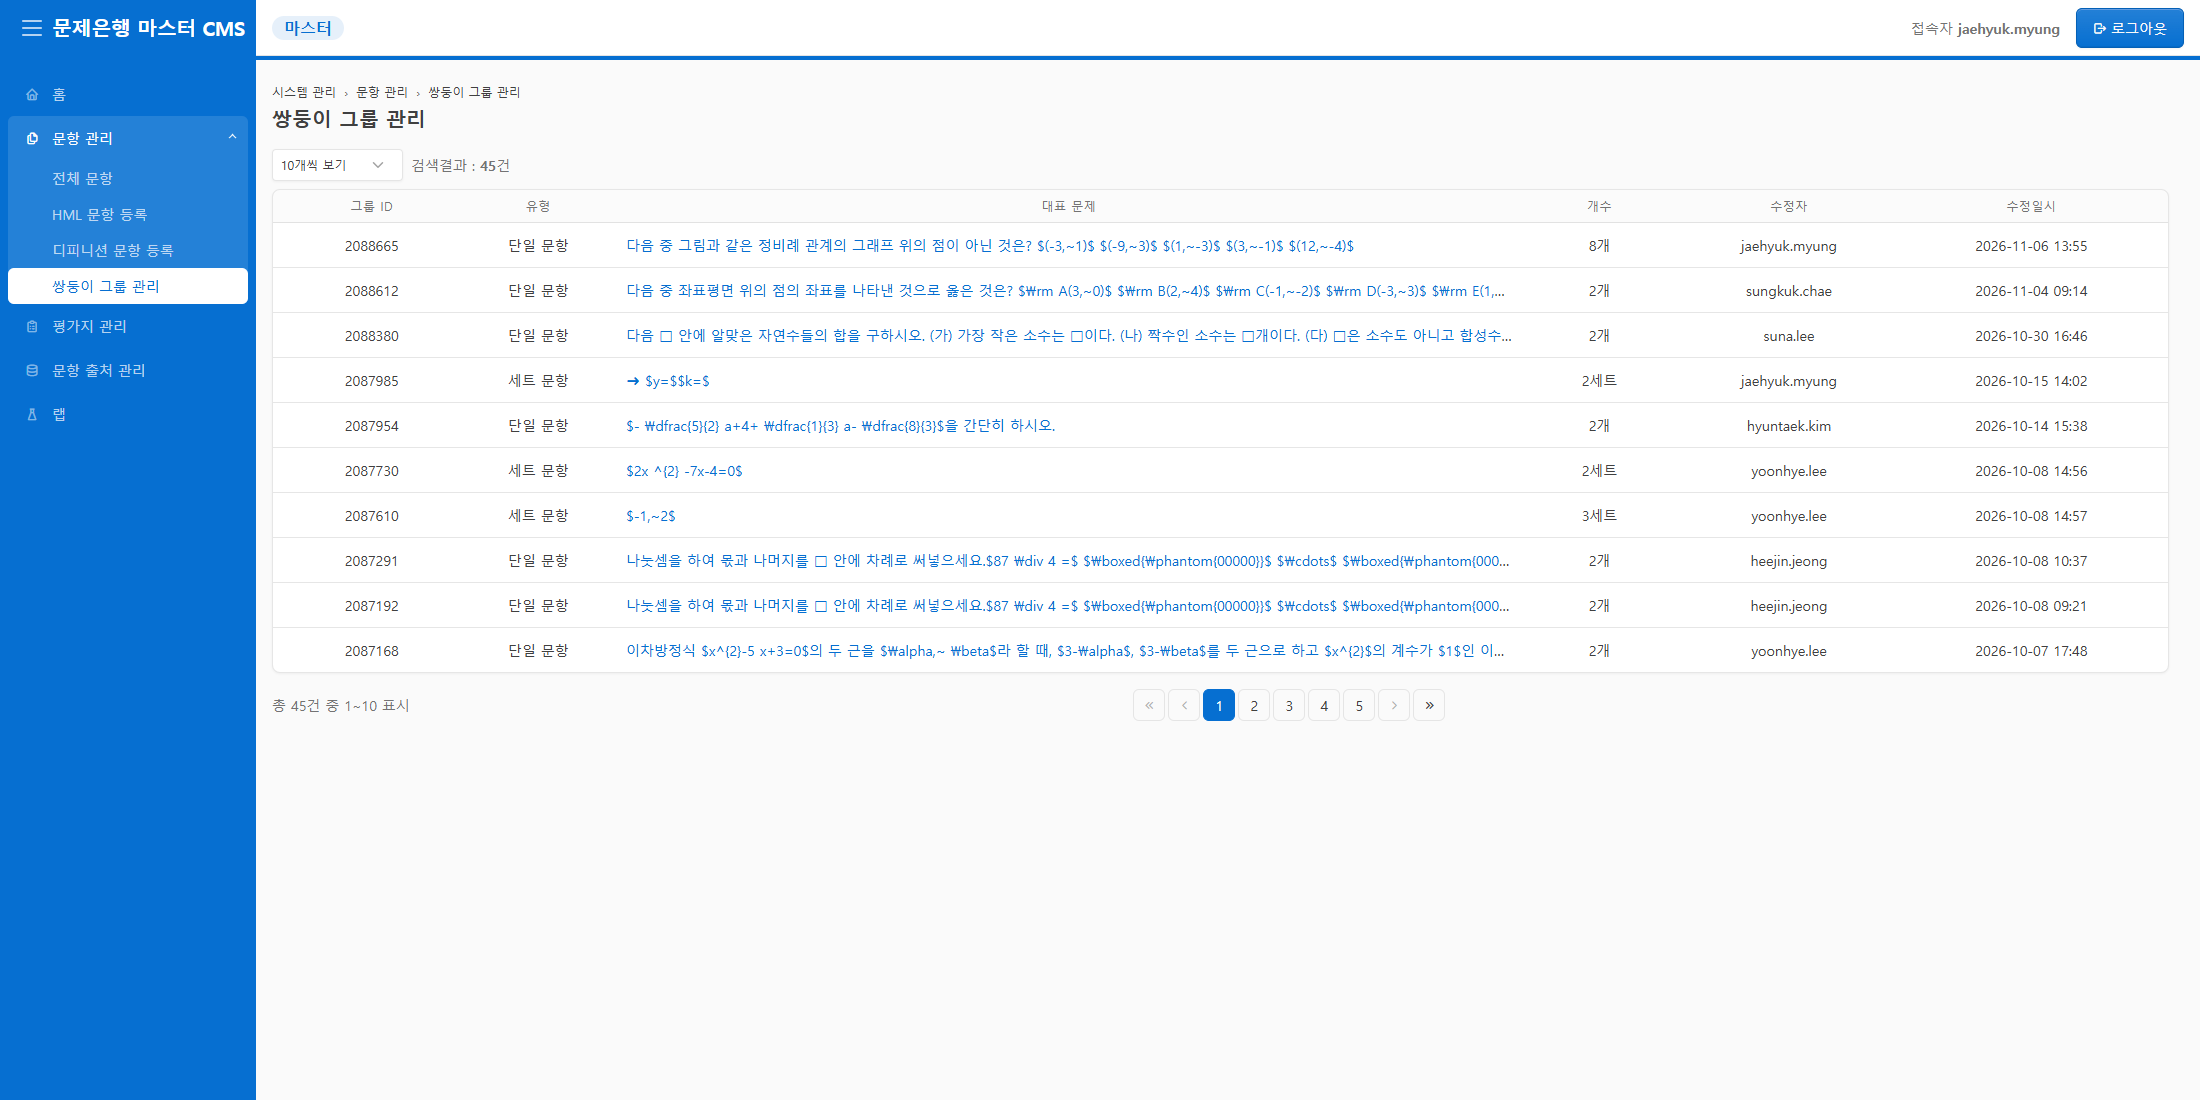 문제은행 마스터 CMS
마스터
접속자 jaehyuk.myung
로그아웃
홈
문항 관리
전체 문항
HML 문항 등록
디피니션 문항 등록
쌍둥이 그룹 관리
평가지 관리
문항 출처 관리
랩
시스템 관리 › 문항 관리 › 쌍둥이 그룹 관리
쌍둥이 그룹 관리
10개씩 보기 검색결과 : 45건
그룹 ID 유형 대표 문제 개수 수정자 수정일시
2088665 단일 문항 다음 중 그림과 같은 정비례 관계의 그래프 위의 점이 아닌 것은? $(-3,~1)$ $(-9,~3)$ $(1,~-3)$ $(3,~-1)$ $(12,~-4)$ 8개 jaehyuk.myung 2026-11-06 13:55
2088612 단일 문항 다음 중 좌표평면 위의 점의 좌표를 나타낸 것으로 옳은 것은? $₩rm A(3,~0)$ $₩rm B(2,~4)$ $₩rm C(-1,~-2)$ $₩rm D(-3,~3)$ $₩rm E(1,... 2개 sungkuk.chae 2026-11-04 09:14
2088380 단일 문항 다음 □ 안에 알맞은 자연수들의 합을 구하시오. (가) 가장 작은 소수는 □이다. (나) 짝수인 소수는 □개이다. (다) □은 소수도 아니고 합성수... 2개 suna.lee 2026-10-30 16:46
2087985 세트 문항 ➜ $y=$$k=$ 2세트 jaehyuk.myung 2026-10-15 14:02
2087954 단일 문항 $- ₩dfrac{5}{2} a+4+ ₩dfrac{1}{3} a- ₩dfrac{8}{3}$을 간단히 하시오. 2개 hyuntaek.kim 2026-10-14 15:38
2087730 세트 문항 $2x ^{2} -7x-4=0$ 2세트 yoonhye.lee 2026-10-08 14:56
2087610 세트 문항 $-1,~2$ 3세트 yoonhye.lee 2026-10-08 14:57
2087291 단일 문항 나눗셈을 하여 몫과 나머지를 □ 안에 차례로 써넣으세요.$87 ₩div 4 =$ $₩boxed{₩phantom{00000}}$ $₩cdots$ $₩boxed{₩phantom{000... 2개 heejin.jeong 2026-10-08 10:37
2087192 단일 문항 나눗셈을 하여 몫과 나머지를 □ 안에 차례로 써넣으세요.$87 ₩div 4 =$ $₩boxed{₩phantom{00000}}$ $₩cdots$ $₩boxed{₩phantom{000... 2개 heejin.jeong 2026-10-08 09:21
2087168 단일 문항 이차방정식 $x^{2}-5 x+3=0$의 두 근을 $₩alpha,~ ₩beta$라 할 때, $3-₩alpha$, $3-₩beta$를 두 근으로 하고 $x^{2}$의 계수가 $1$인 이... 2개 yoonhye.lee 2026-10-07 17:48
총 45건 중 1~10 표시
« ‹ 1 2 3 4 5 › »